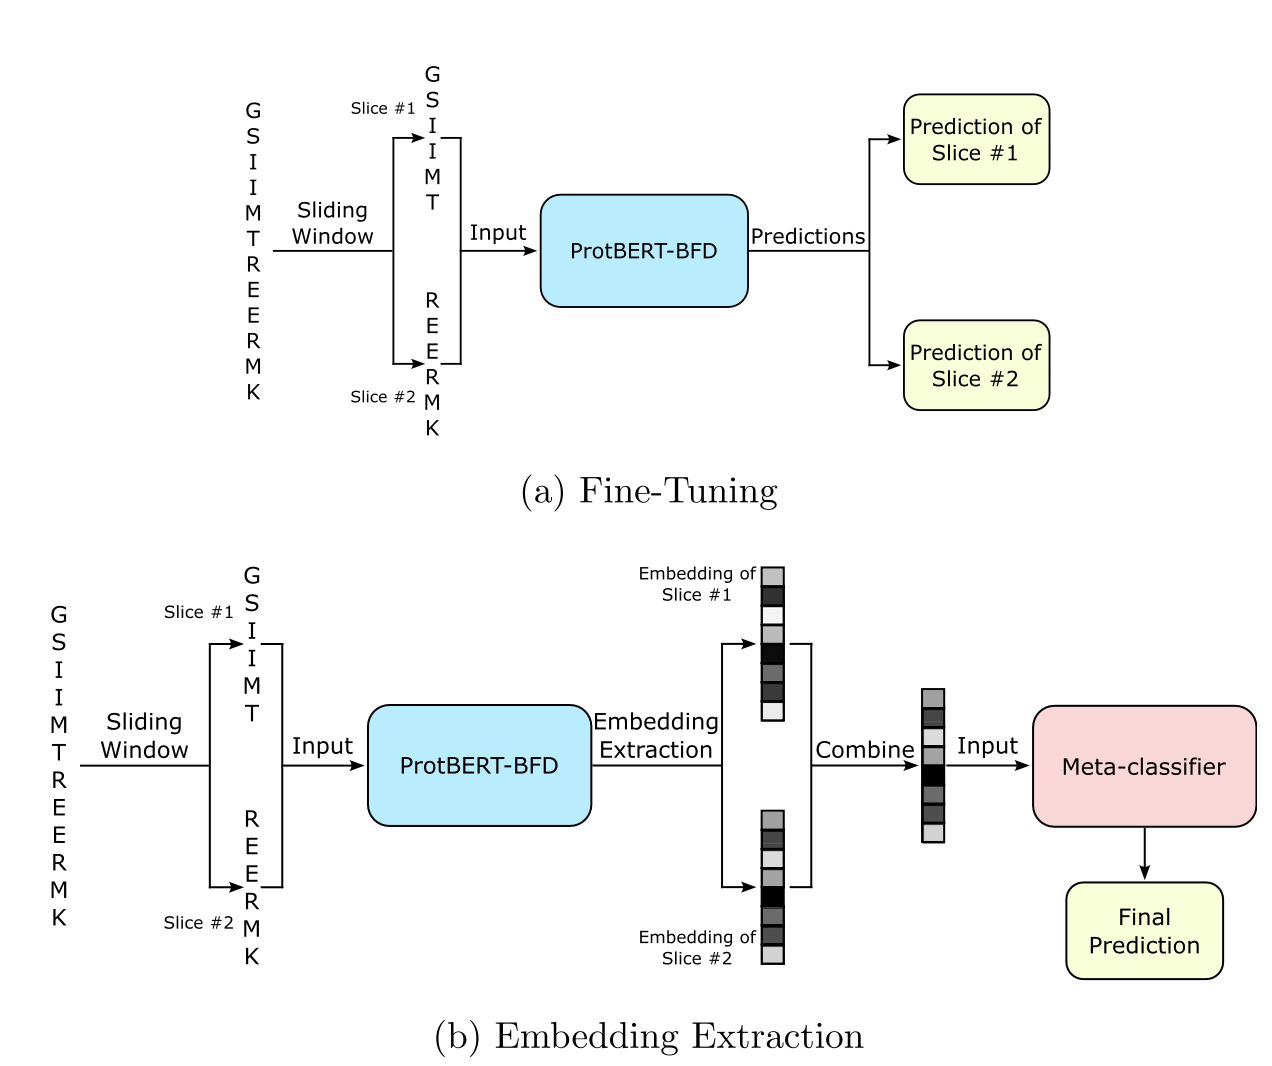 G
S
I
I
M
T
R
E
E
R
M
K
Sliding
Window
Slice #1
G
S
I
I
M
T
R
E
E
R
M
K
Slice #2
Input
ProtBERT-BFD
Predictions
Prediction of
Slice #1
Prediction of
Slice #2
(a) Fine-Tuning
G
S
I
I
M
T
R
E
E
R
M
K
Sliding
Window
Slice #1
G
S
I
I
M
T
R
E
E
R
M
K
Slice #2
Input
ProtBERT-BFD
Embedding
Extraction
Embedding of
Slice #1
Embedding of
Slice #2
Combine
Input
Meta-classifier
Final
Prediction
(b) Embedding Extraction